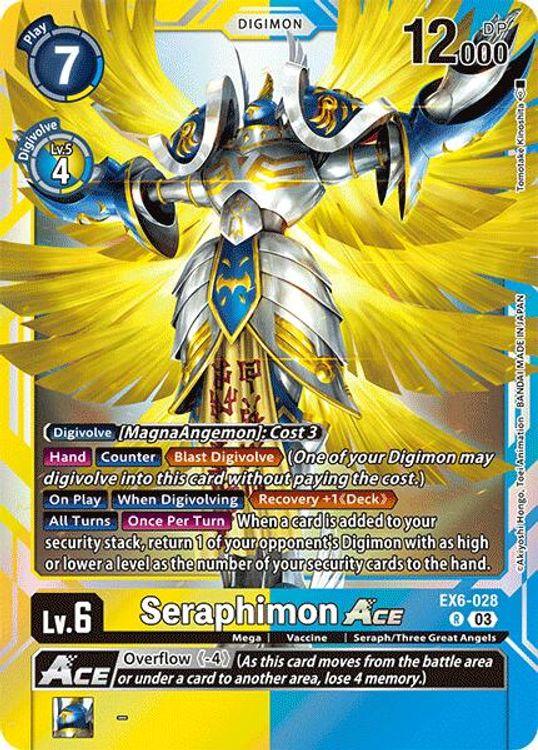 DIGIMON
Play
7
12000
DP
Digivolve
Lv.5
4
Tomotake Kinoshita
©Akiyoshi Hongo, Toei Animation BANDAI MADE IN JAPAN
Digivolve [MagnaAngemon]: Cost 3
Hand Counter Blast Digivolve (One of your Digimon may
digivolve into this card without paying the cost.)
On Play When Digivolving Recovery +1《Deck》
All Turns Once Per Turn When a card is added to your
security stack, return 1 of your opponent's Digimon with as high
or lower a level as the number of your security cards to the hand.
Lv.6
Seraphimon ACE
EX6-028
R 03
Mega | Vaccine | Seraph/Three Great Angels
ACE Overflow《-4》 (As this card moves from the battle area
or under a card to another area, lose 4 memory.)
-